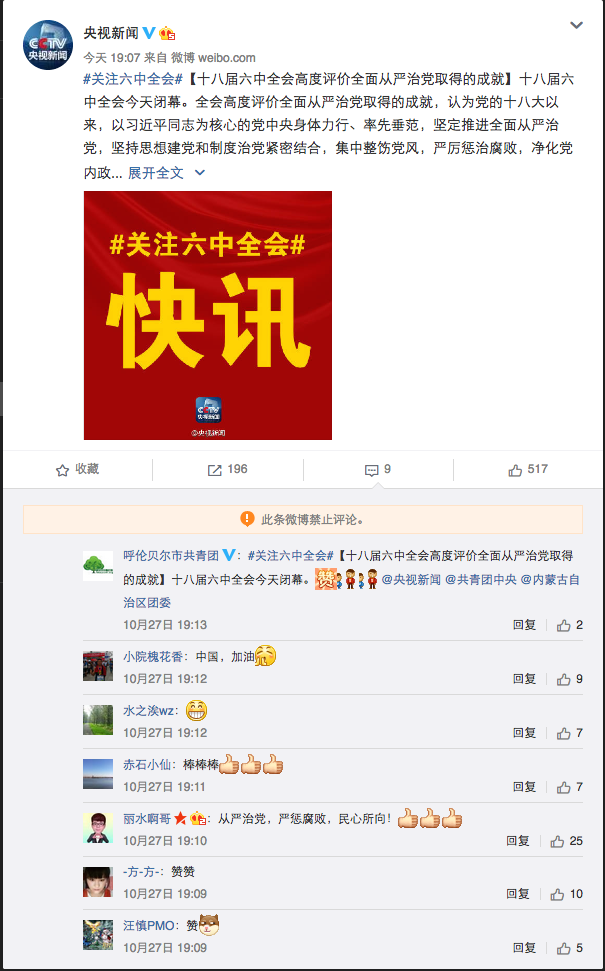 央视新闻
今天 19:07 来自 微博 weibo.com
#关注六中全会#【十八届六中全会高度评价全面从严治党取得的成就】十八届六
中全会今天闭幕。全会高度评价全面从严治党取得的成就，认为党的十八大以
来，以习近平同志为核心的党中央身体力行、率先垂范，坚定推进全面从严治
党，坚持思想建党和制度治党紧密结合，集中整饬党风，严厉惩治腐败，净化党
内政... 展开全文
#关注六中全会#
快讯
CCTV
央视新闻
@央视新闻
收藏 196 9 517
此条微博禁止评论。
呼伦贝尔市共青团：#关注六中全会#【十八届六中全会高度评价全面从严治党取得
的成就】十八届六中全会今天闭幕。赞 @央视新闻 @共青团中央 @内蒙古自
治区团委
10月27日 19:13 回复 2
小院槐花香：中国，加油
10月27日 19:12 回复 9
水之涘wz：
10月27日 19:12 回复 7
赤石小仙：棒棒棒
10月27日 19:11 回复 7
丽水啊哥：从严治党，严惩腐败，民心所向！
10月27日 19:10 回复 25
-方-方-：赞赞
10月27日 19:09 回复 10
汪慎PMO：赞
10月27日 19:09 回复 5